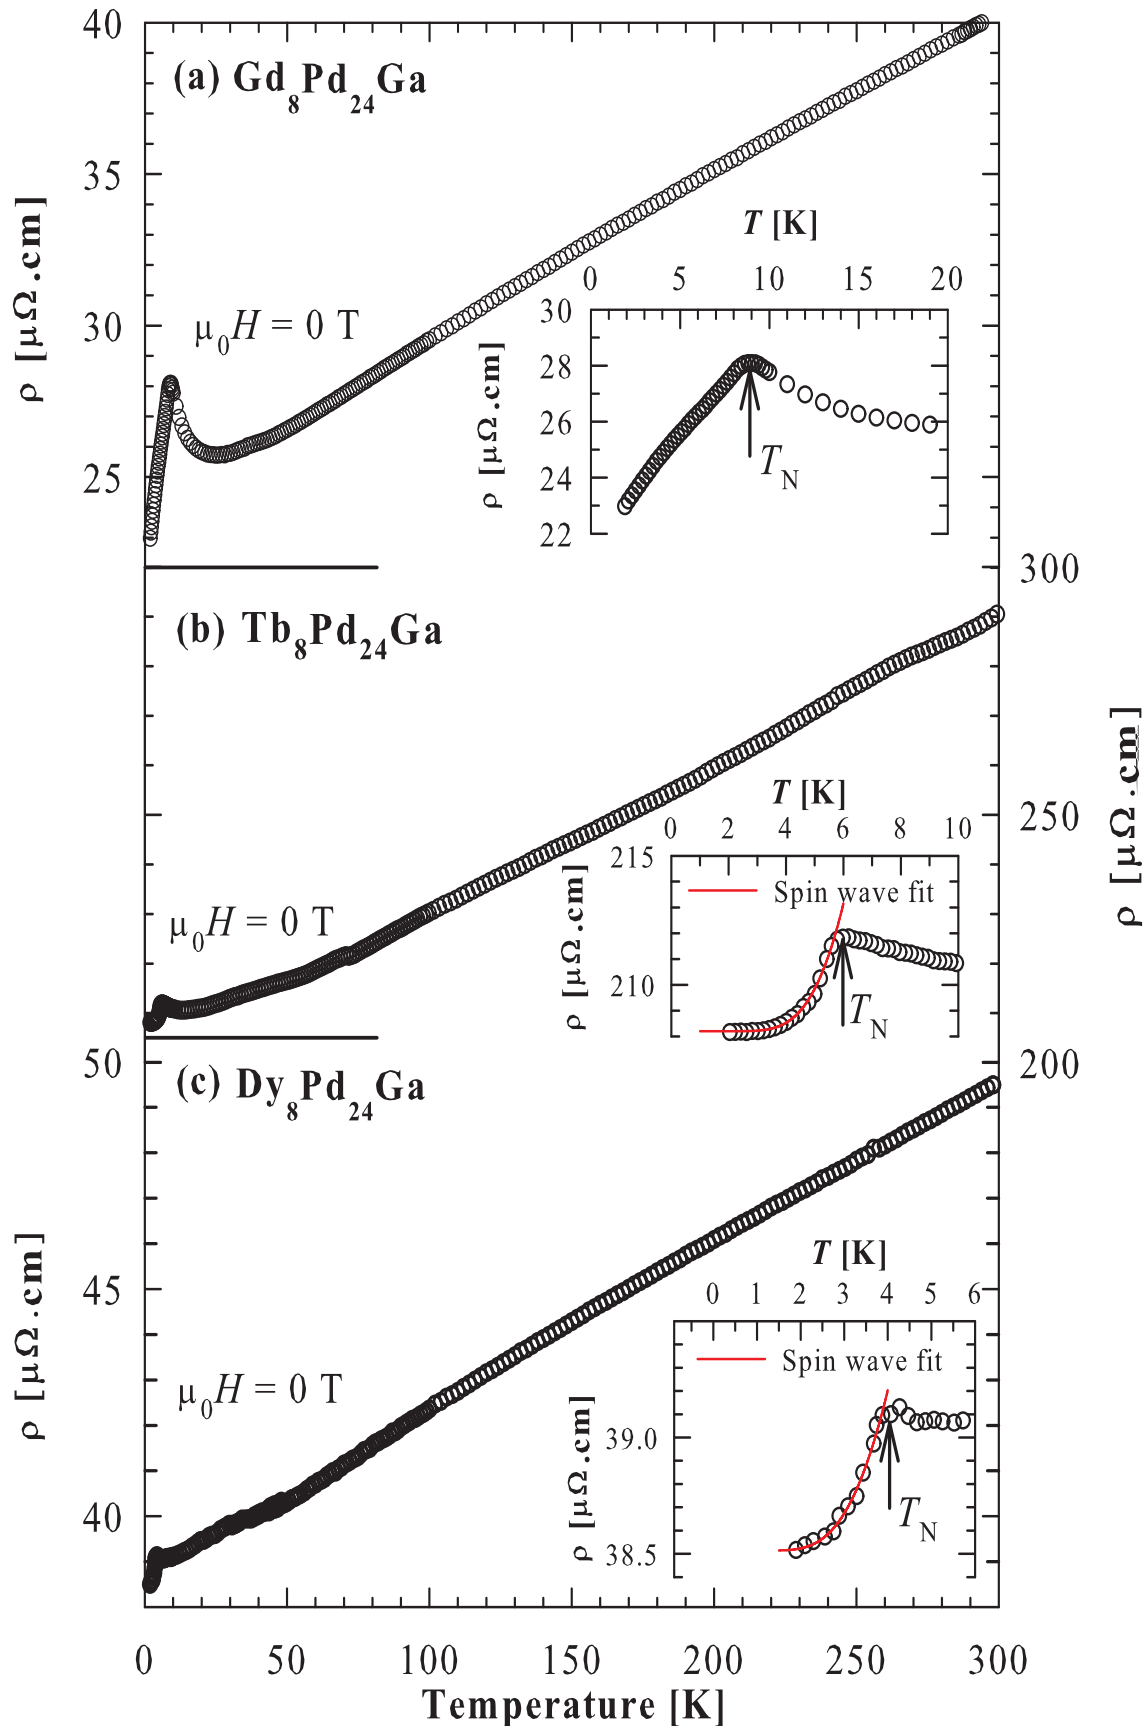 40
(a) Gd8Pd24Ga
35
T [K]
0 5 10 15 20
ρ [μΩ.cm]
μ0H = 0 T
30
30
28
26
24
22
ρ [μΩ.cm]
TN
25
300
(b) Tb8Pd24Ga
ρ [μΩ.cm]
T [K]
0 2 4 6 8 10
250
215
Spin wave fit
μ0H = 0 T
ρ [μΩ.cm]
210
TN
50
200
(c) Dy8Pd24Ga
T [K]
0 1 2 3 4 5 6
ρ [μΩ.cm]
45
Spin wave fit
μ0H = 0 T
39.0
ρ [μΩ.cm]
TN
40
38.5
0 50 100 150 200 250 300
Temperature [K]